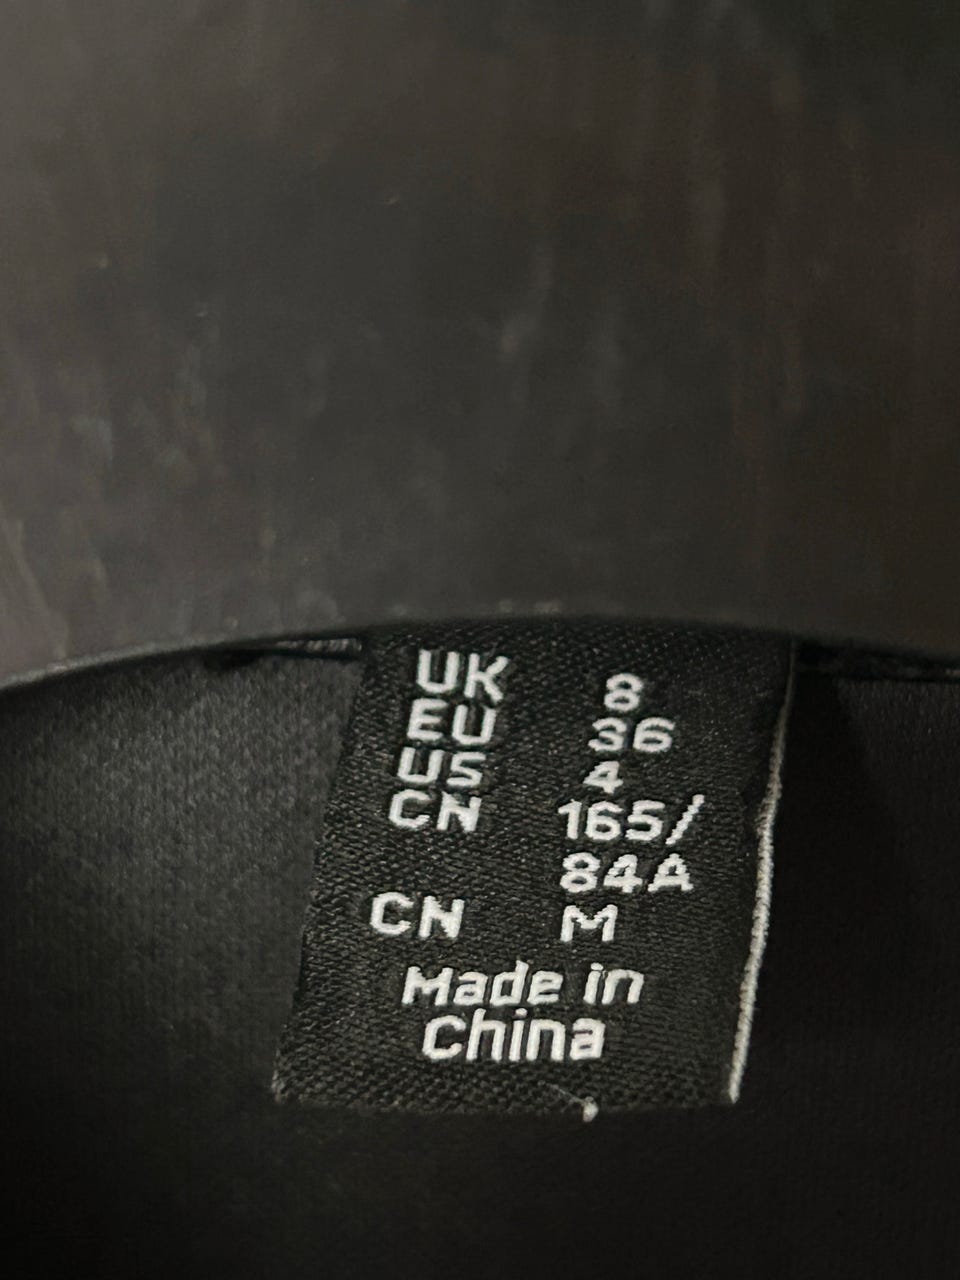 UK 8
EU 36
US 4
CN 165/
84A
CN M
Made in
China